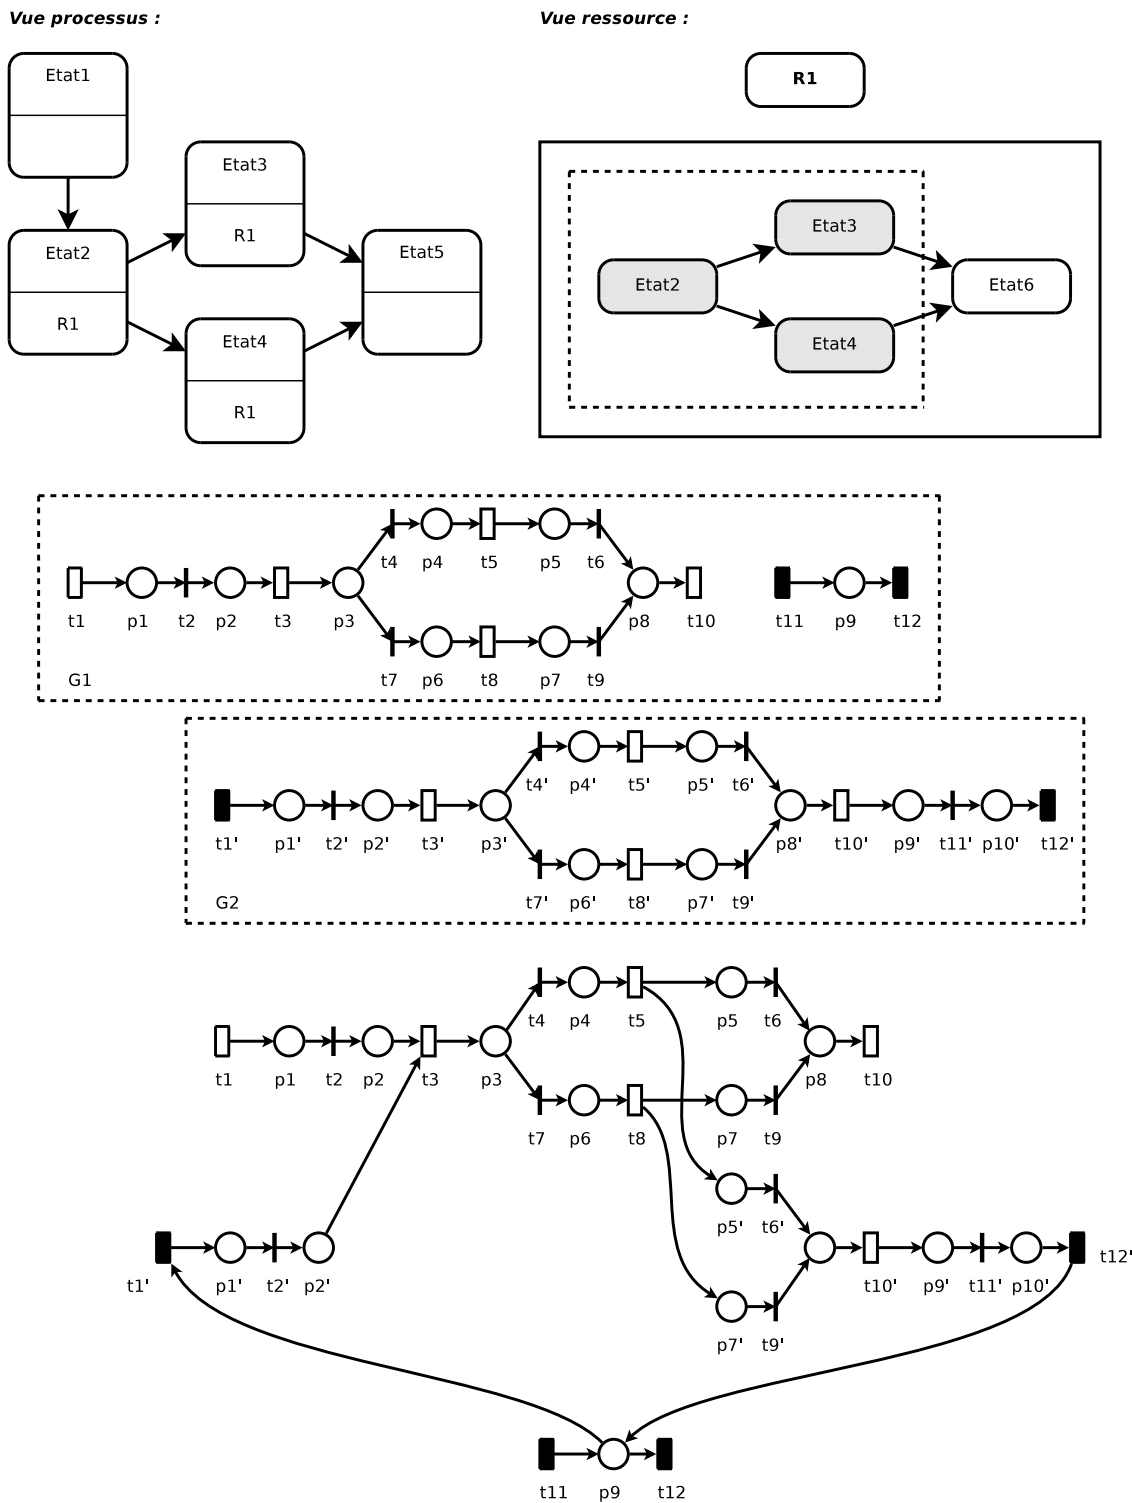 Vue processus :
Vue ressource :
Etat1
R1
Etat3
R1
Etat2
R1
Etat5
Etat4
R1
Etat3
Etat2
Etat6
Etat4
t4 p4 t5 p5 t6
t1 p1 t2 p2 t3 p3 p8 t10 t11 p9 t12
t7 p6 t8 p7 t9
G1
t4' p4' t5' p5' t6'
t1' p1' t2' p2' t3' p3' p8' t10' p9' t11' p10' t12'
t7' p6' t8' p7' t9'
G2
t4 p4 t5 p5 t6
t1 p1 t2 p2 t3 p3 p8 t10
t7 p6 t8 p7 t9
p5' t6'
t1' p1' t2' p2' t10' p9' t11' p10' t12'
p7' t9'
t11 p9 t12